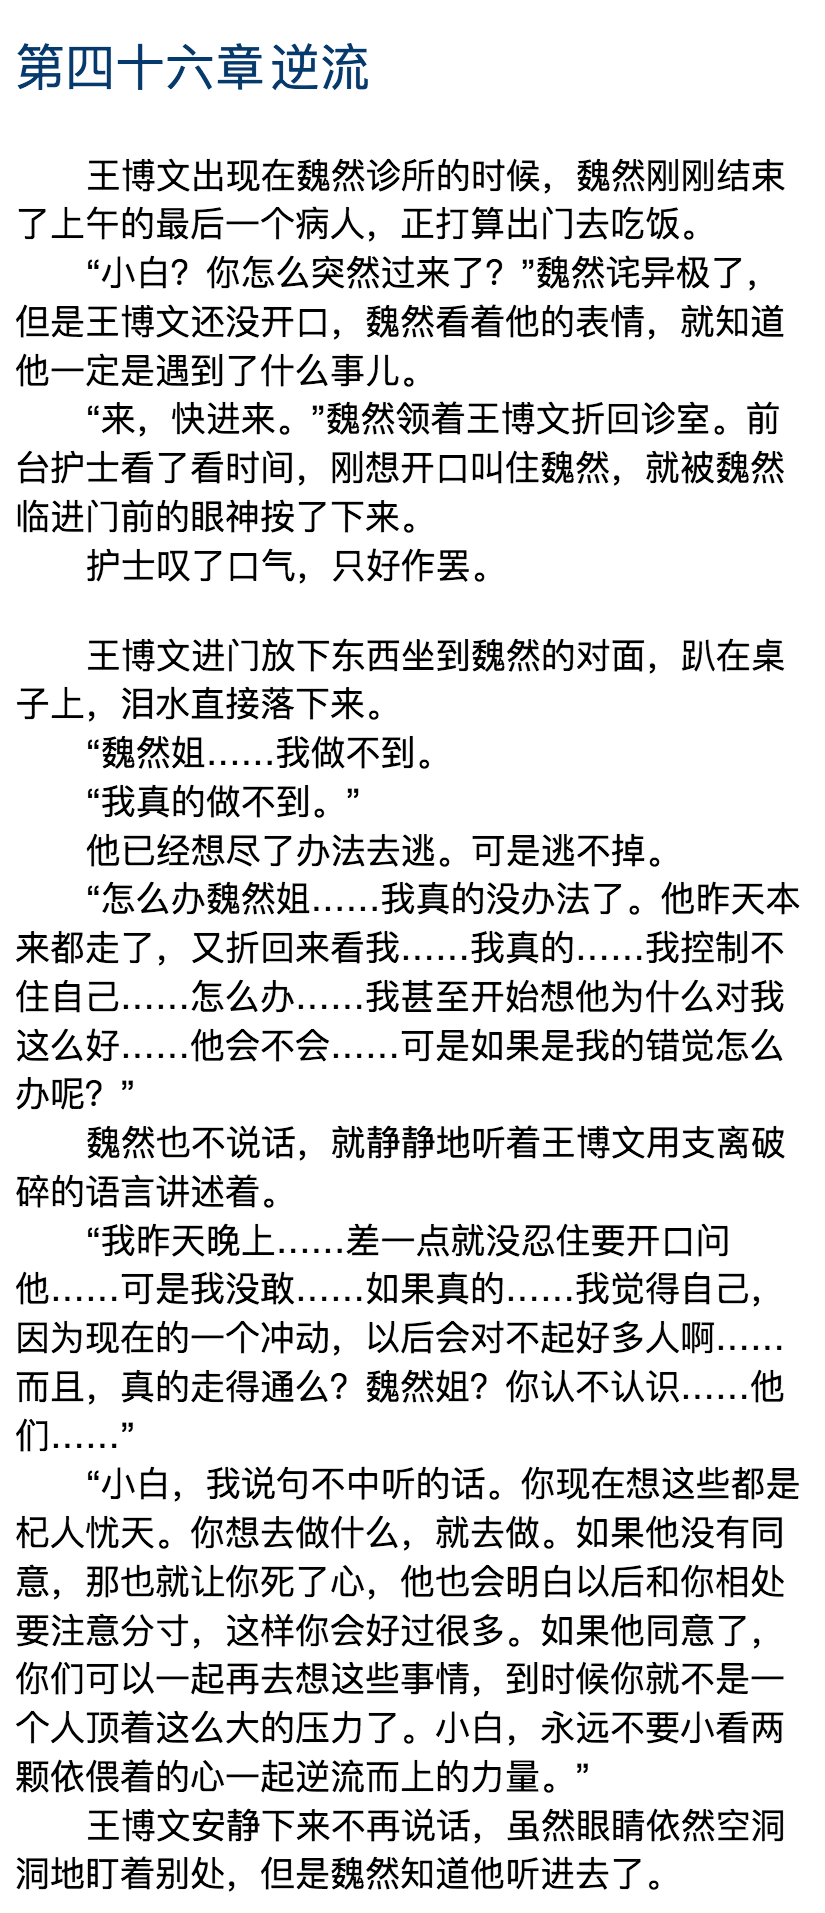 第四十六章 逆流
王博文出现在魏然诊所的时候，魏然刚刚结束
了上午的最后一个病人，正打算出门去吃饭。
“小白？你怎么突然过来了？”魏然诧异极了，
但是王博文还没开口，魏然看着他的表情，就知道
他一定是遇到了什么事儿。
“来，快进来。”魏然领着王博文折回诊室。前
台护士看了看时间，刚想开口叫住魏然，就被魏然
临进门前的眼神按了下来。
护士叹了口气，只好作罢。
王博文进门放下东西坐到魏然的对面，趴在桌
子上，泪水直接落下来。
“魏然姐……我做不到。
“我真的做不到。”
他已经想尽了办法去逃。可是逃不掉。
“怎么办魏然姐……我真的没办法了。他昨天本
来都走了，又折回来看我……我真的……我控制不
住自己……怎么办……我甚至开始想他为什么对我
这么好……他会不会……可是如果是我的错觉怎么
办呢？”
魏然也不说话，就静静地听着王博文用支离破
碎的语言讲述着。
“我昨天晚上……差一点就没忍住要开口问
他……可是我没敢……如果真的……我觉得自己，
因为现在的一个冲动，以后会对不起好多人啊……
而且，真的走得通么？魏然姐？你认不认识……他
们……”
“小白，我说句不中听的话。你现在想这些都是
杞人忧天。你想去做什么，就去做。如果他没有同
意，那也就让你死了心，他也会明白以后和你相处
要注意分寸，这样你会好过很多。如果他同意了，
你们可以一起再去想这些事情，到时候你就不是一
个人顶着这么大的压力了。小白，永远不要小看两
颗依偎着的心一起逆流而上的力量。”
王博文安静下来不再说话，虽然眼睛依然空洞
洞地盯着别处，但是魏然知道他听进去了。